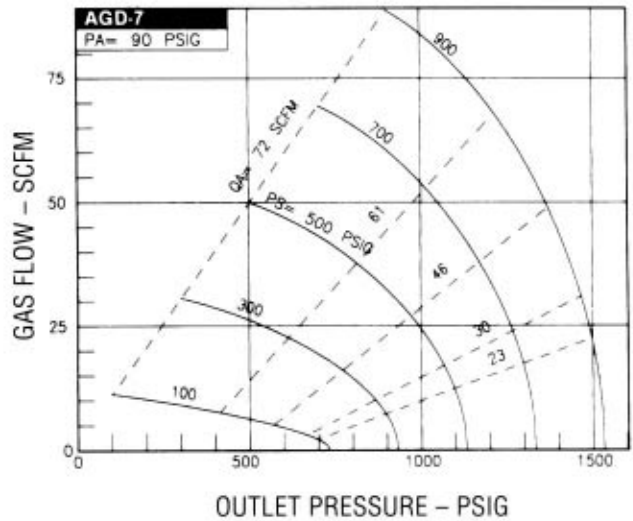 AGD-7
PA= 90 PSIG
GAS FLOW – SCFM
75
50
25
0
QA= 72 SCFM
PS= 500 PSIG
900
700
61
46
300
30
23
100
0
500
1000
1500
OUTLET PRESSURE – PSIG